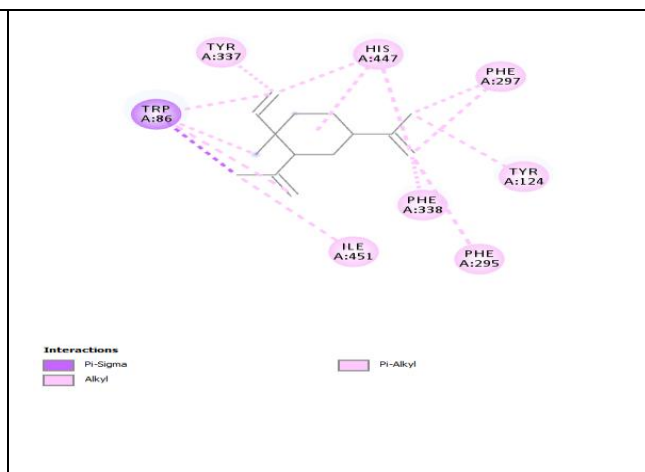 TYR
A:337
HIS
A:447
PHE
A:297
TRP
A:86
TYR
A:124
PHE
A:338
ILE
A:451
PHE
A:295
Interactions
Pi-Sigma
Pi-Alkyl
Alkyl